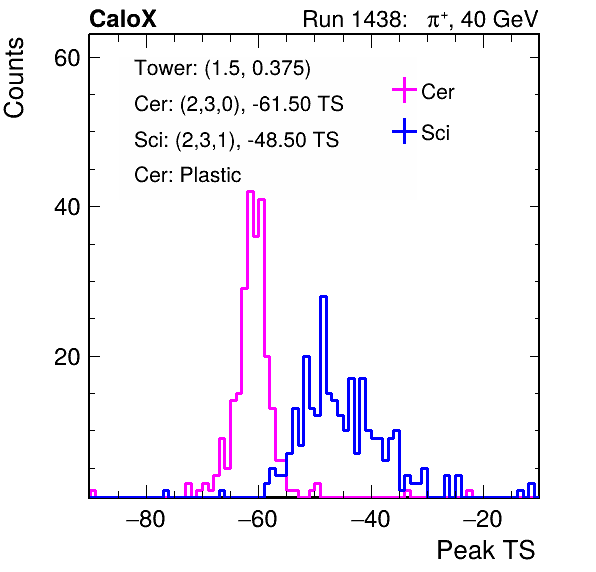 CaloX Run 1438: π⁺, 40 GeV
Counts
60
40
20
Tower: (1.5, 0.375)
Cer: (2,3,0), -61.50 TS
Sci: (2,3,1), -48.50 TS
Cer: Plastic
Cer
Sci
−80 −60 −40 −20
Peak TS